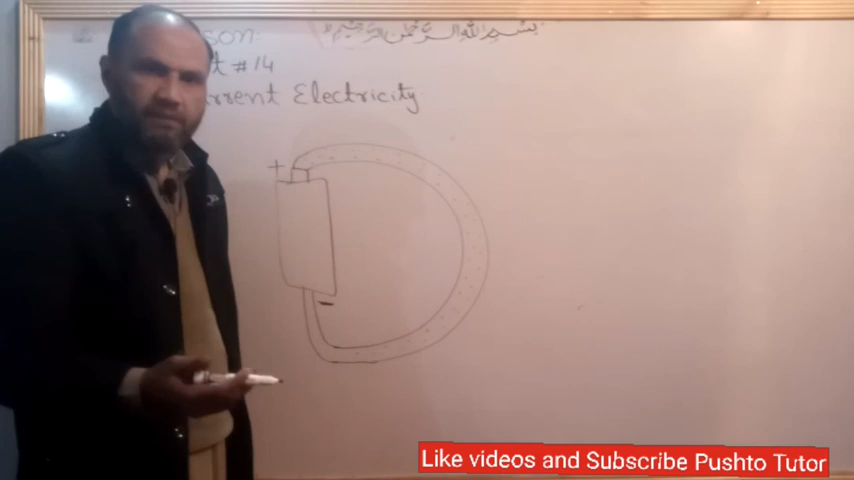 بسم الله الرحمن الرحيم
son:
t # 14
rrent Electricity
+
-
Like videos and Subscribe Pushto Tutor